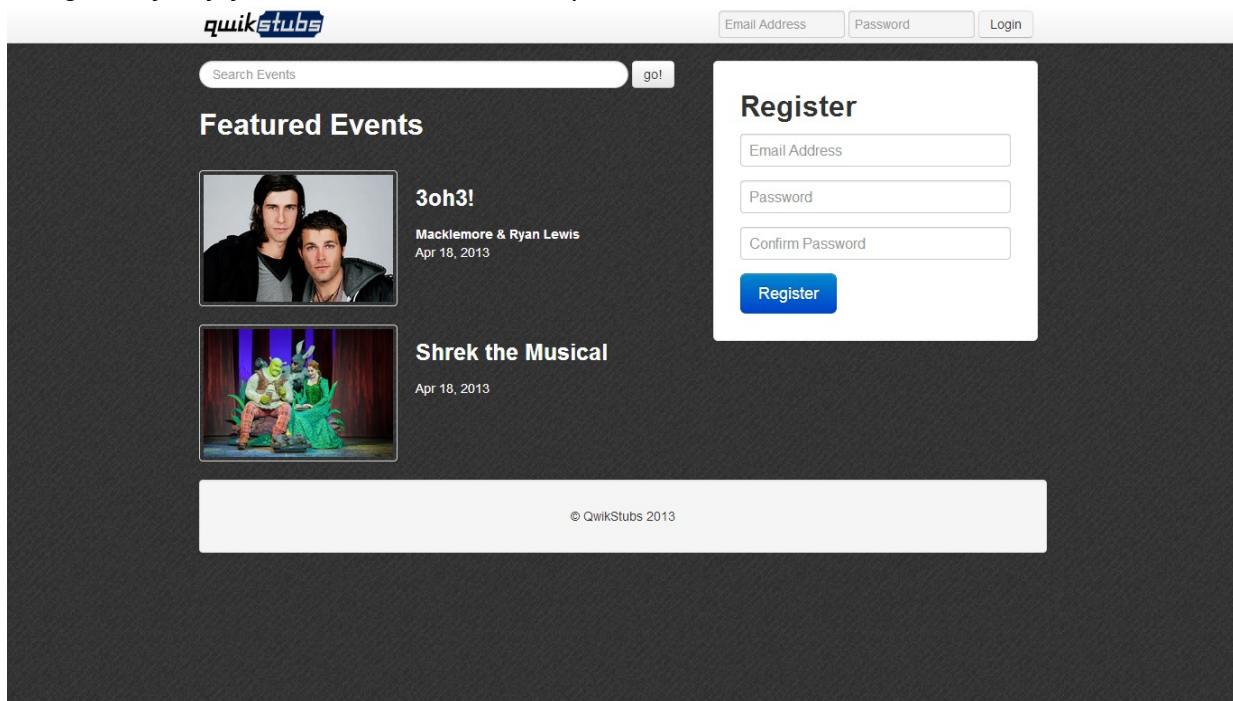 qwikstubs
Email Address
Password
Login
Search Events
go!
Featured Events
3oh3!
Macklemore & Ryan Lewis
Apr 18, 2013
Shrek the Musical
Apr 18, 2013
Register
Email Address
Password
Confirm Password
Register
© QwikStubs 2013